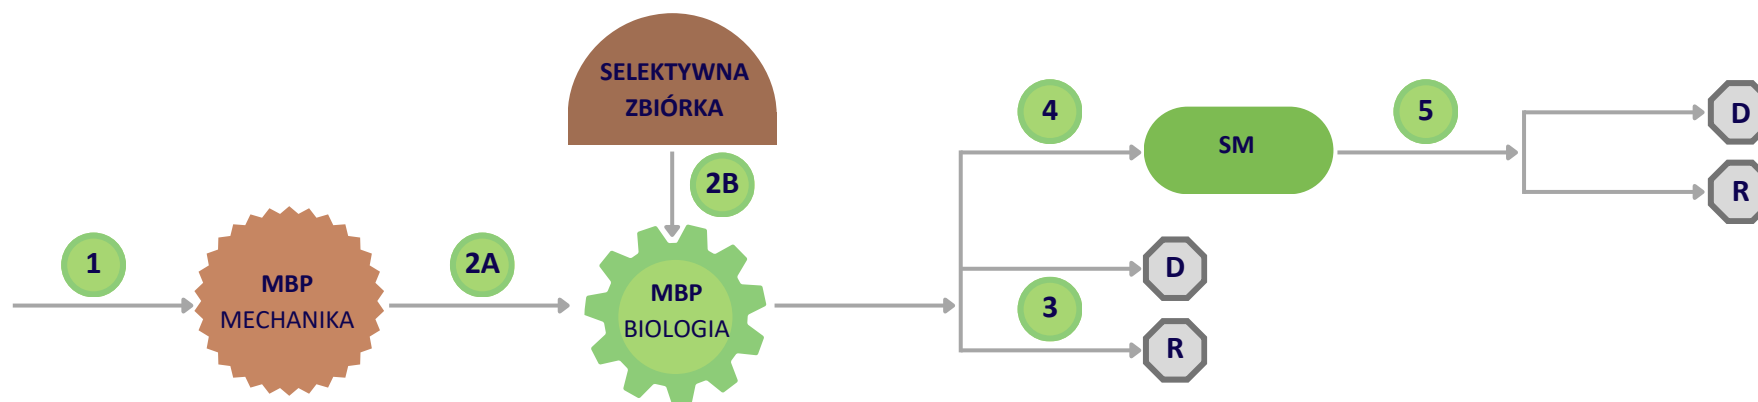 SELEKTYWNA
ZBIÓRKA
4
SM
5
D
R
2B
1
MBP
MECHANIKA
2A
MBP
BIOLOGIA
D
3
R